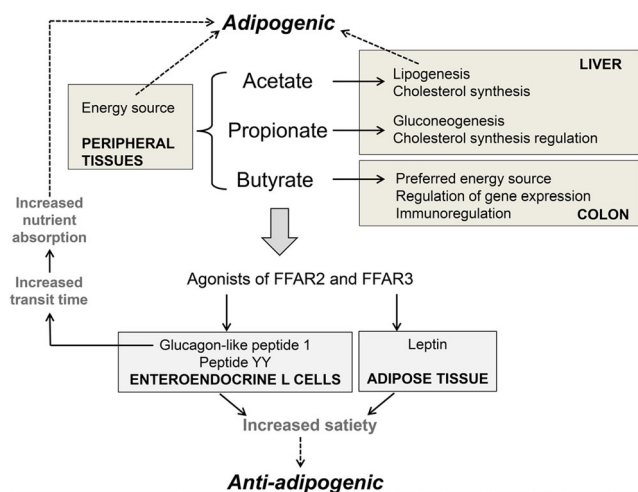 Adipogenic
LIVER
Acetate
Lipogenesis
Cholesterol synthesis
Energy source
PERIPHERAL
TISSUES
Propionate
Gluconeogenesis
Cholesterol synthesis regulation
Butyrate
Preferred energy source
Regulation of gene expression
Immunoregulation
COLON
Increased
nutrient
absorption
Increased
transit time
Agonists of FFAR2 and FFAR3
Glucagon-like peptide 1
Peptide YY
ENTEROENDOCRINE L CELLS
Leptin
ADIPOSE TISSUE
Increased satiety
Anti-adipogenic